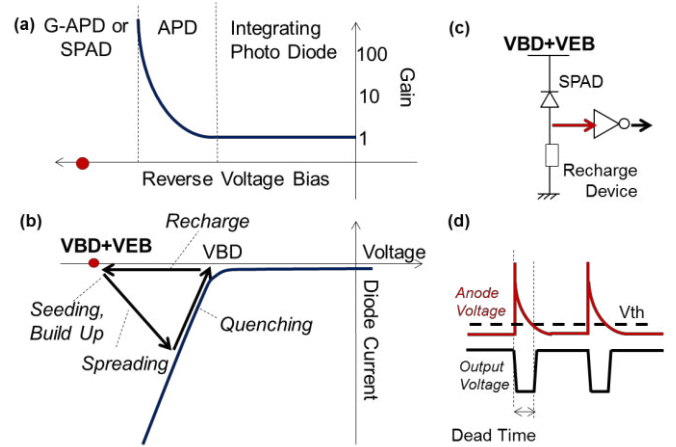 (a)
G-APD or
SPAD
APD
Integrating
Photo Diode
100
10
1
Gain
Reverse Voltage Bias
(b)
Recharge
VBD+VEB
VBD
Voltage
Seeding,
Build Up
Spreading
Quenching
Diode Current
(c)
VBD+VEB
SPAD
Recharge
Device
(d)
Anode
Voltage
Vth
Output
Voltage
Dead Time